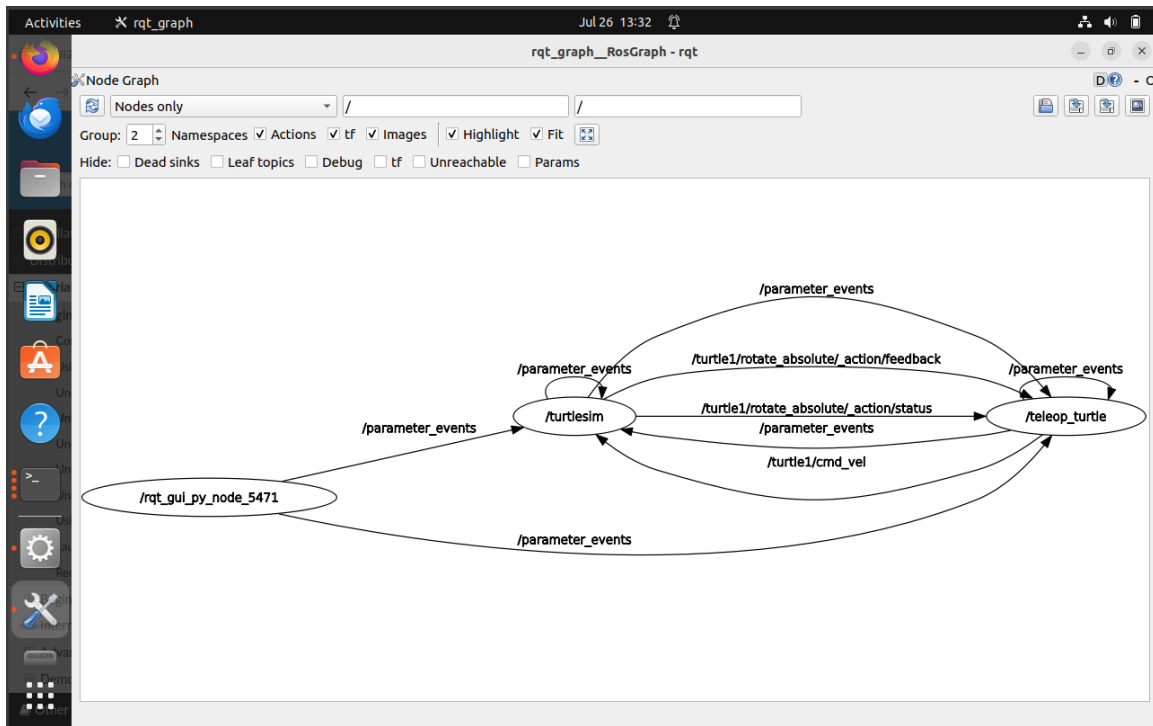 Activities rqt_graph Jul 26 13:32
rqt_graph__RosGraph - rqt
Node Graph D - C
Nodes only / /
Group: 2 Namespaces Actions tf Images Highlight Fit
Hide: Dead sinks Leaf topics Debug tf Unreachable Params
/parameter_events
/turtle1/rotate_absolute/_action/feedback
/parameter_events /parameter_events
/turtlesim /turtle1/rotate_absolute/_action/status /teleop_turtle
/parameter_events /parameter_events
/turtle1/cmd_vel
/rqt_gui_py_node_5471
/parameter_events